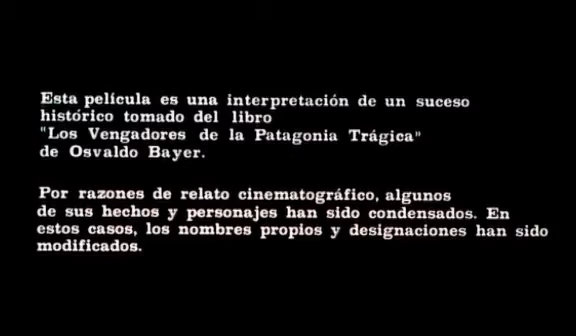 Esta película es una interpretación de un suceso
histórico tomado del libro
"Los Vengadores de la Patagonia Trágica"
de Osvaldo Bayer.
Por razones de relato cinematográfico, algunos
de sus hechos y personajes han sido condensados. En
estos casos, los nombres propios y designaciones han sido
modificados.